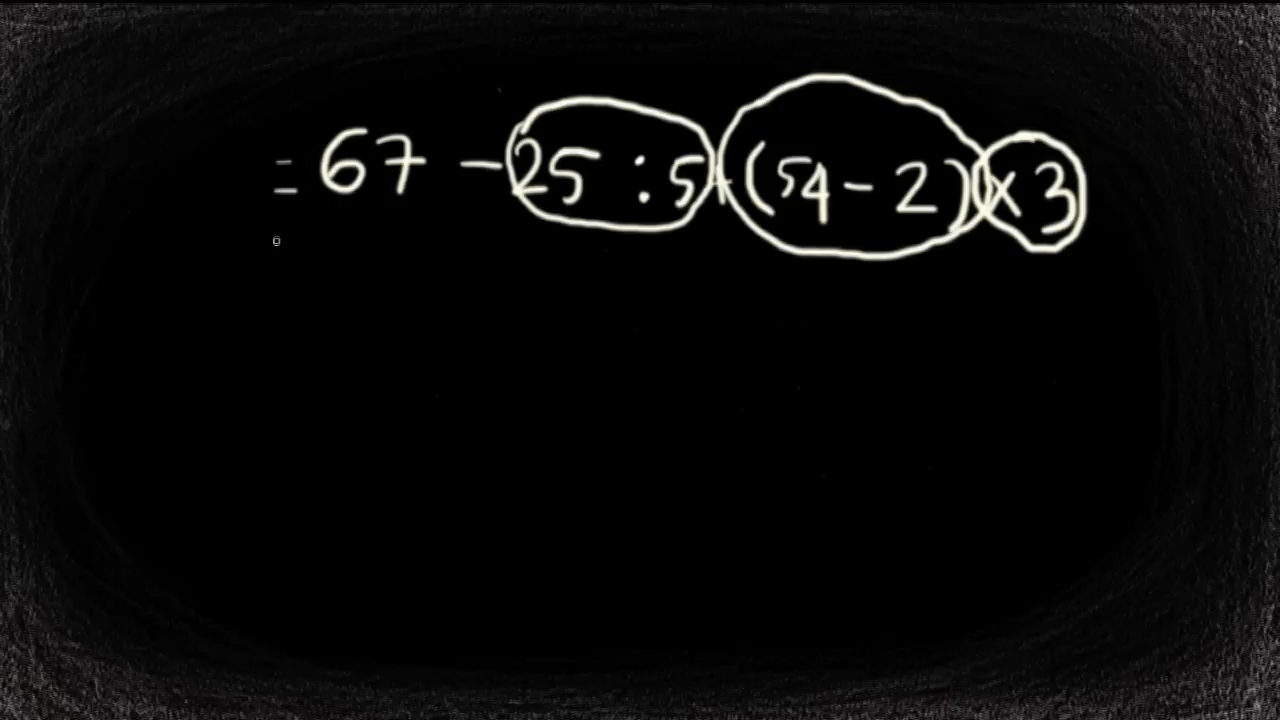 = 67 - 25 : 5 + (54 - 2) × 3